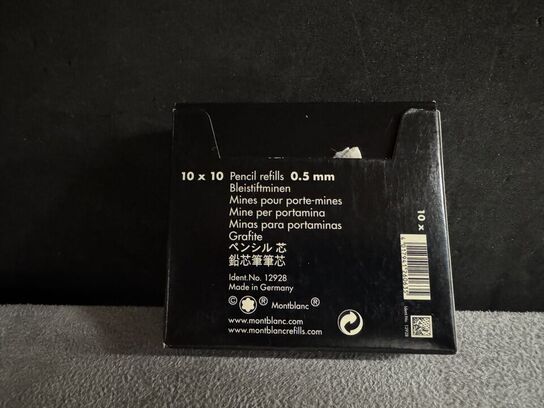 10 x 10 Pencil refills 0.5 mm
Bleistiftminen
Mines pour porte-mines
Mine per portamina
Minas para portaminas
Grafite
ペンシル 芯
鉛芯筆筆芯
Ident.No. 12928
Made in Germany
© ® Montblanc ®
www.montblanc.com
www.montblancrefills.com
10 x